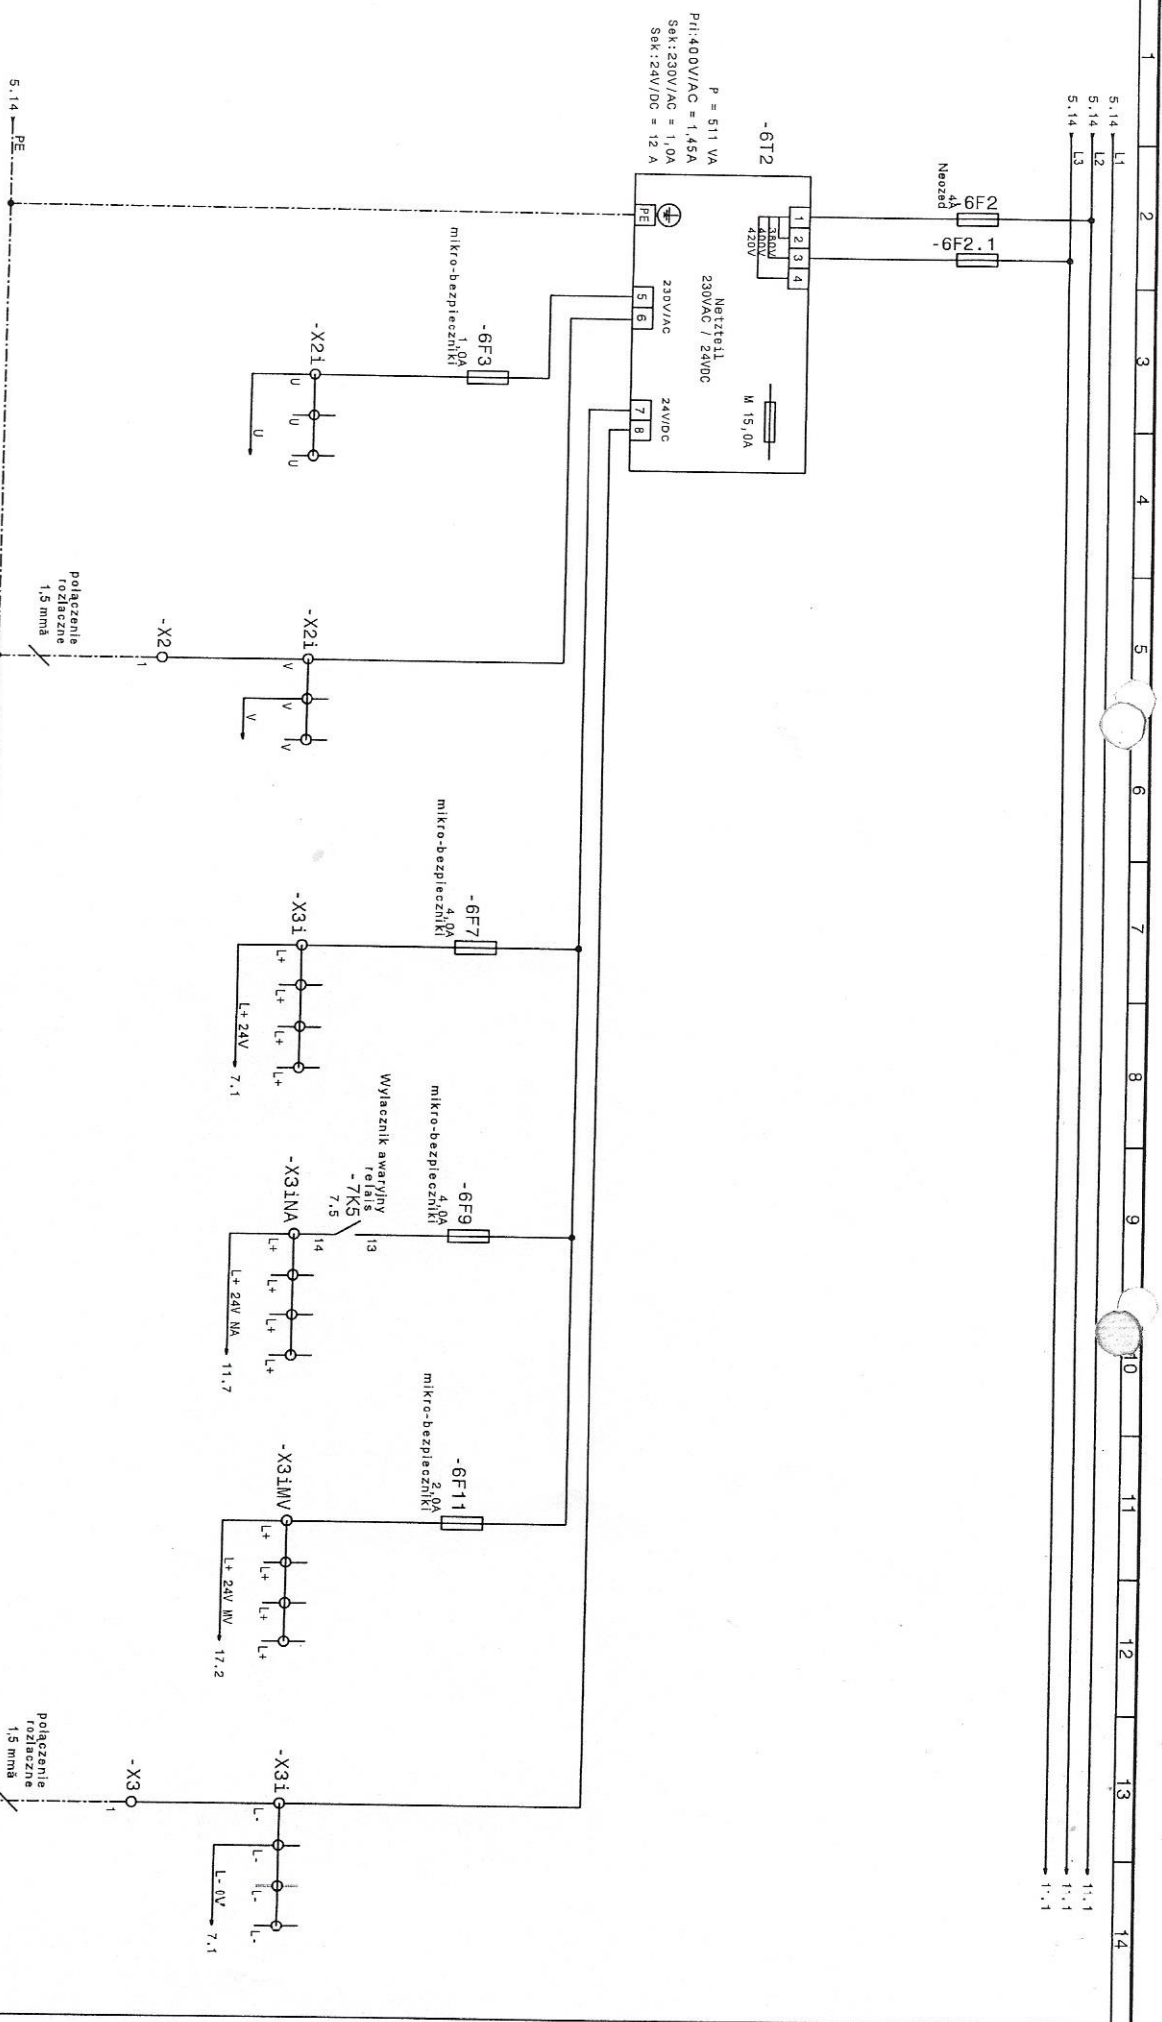 1
2
3
4
5
6
7
8
9
10
11
12
13
14
5.14 L1
5.14 L2
5.14 L3
11.1
11.1
11.1
6F2
4A
Neozed
-6F2.1
-6T2
P = 511 VA
Pri:400V/AC = 1,45A
Sek:230V/AC = 1,0A
Sek:24V/DC = 12 A
1 2 3 4
380V
400V
420V
Netzteil
230VAC / 24VDC
M 15,0A
PE
230V/AC
24V/DC
5 6
7 8
-6F3
1,0A
mikro-bezpieczniki
-6F7
4,0A
mikro-bezpieczniki
-6F9
4,0A
mikro-bezpieczniki
-6F11
2,0A
mikro-bezpieczniki
Wylacznik awaryjny
relais
-7K5
7.5
13
14
-X2i
U U U
U
-X2i
V V V
V
-X3i
L+ L+ L+ L+
L+ 24V 7.1
-X3iNA
L+ L+ L+ L+
L+ 24V NA 11.7
-X3iMV
L+ L+ L+ L+
L+ 24V MV 17.2
-X3i
L- L- L- L-
L- 0V 7.1
-X2
1
-X3
1
połączenie
rozlaczne
1,5 mmå
połączenie
rozlaczne
1,5 mmå
5.14 PE